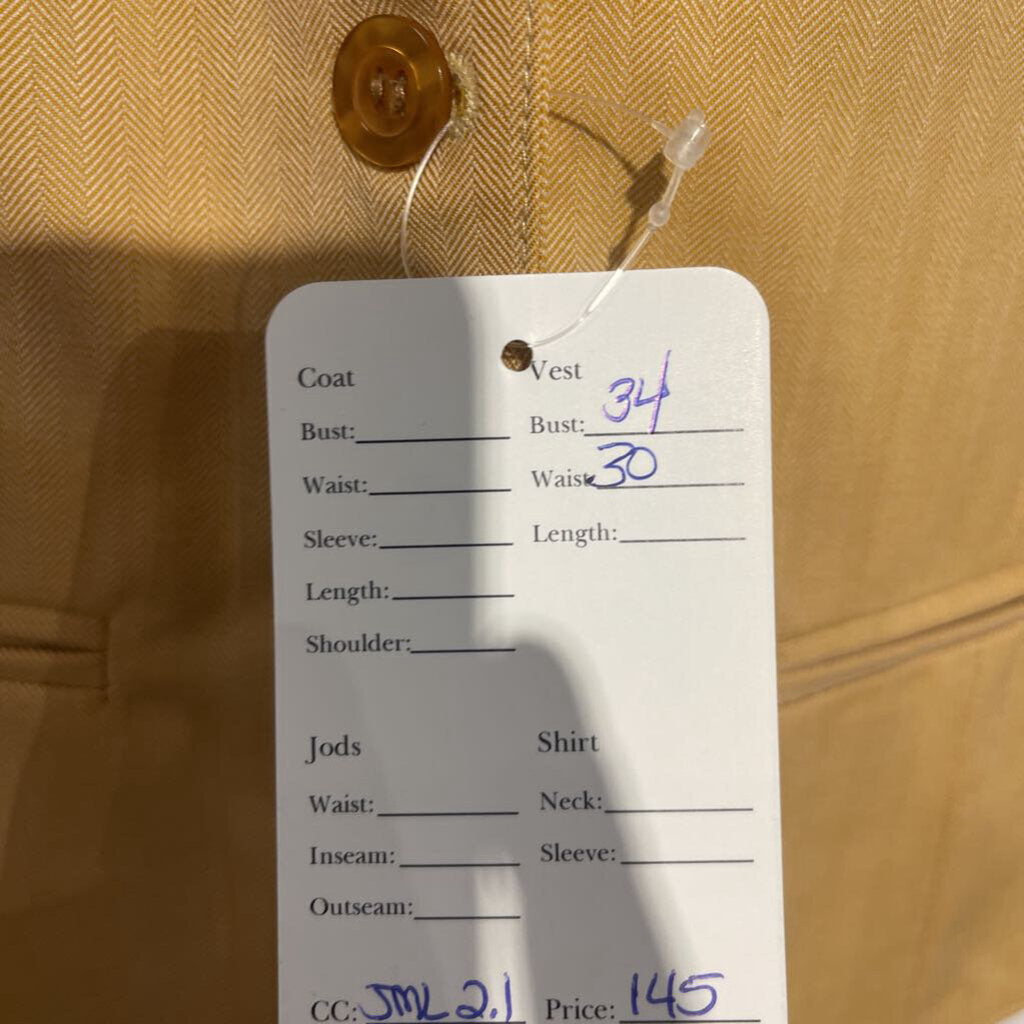 Coat
Bust:
Waist:
Sleeve:
Length:
Shoulder:
Vest
Bust: 34
Waist: 30
Length:
Jods
Waist:
Inseam:
Outseam:
Shirt
Neck:
Sleeve:
CC: JML 2.1
Price: 145